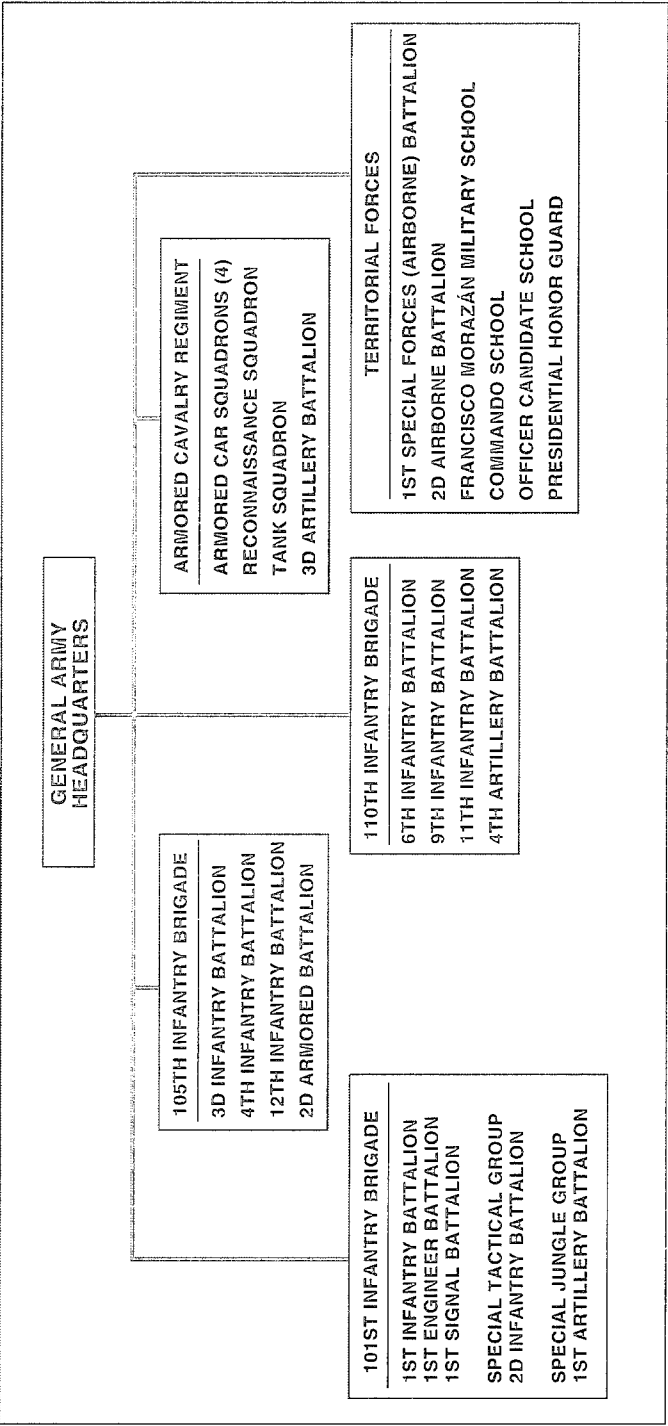 GENERAL ARMY
HEADQUARTERS
105TH INFANTRY BRIGADE
3D INFANTRY BATTALION
4TH INFANTRY BATTALION
12TH INFANTRY BATTALION
2D ARMORED BATTALION
ARMORED CAVALRY REGIMENT
ARMORED CAR SQUADRONS (4)
RECONNAISSANCE SQUADRON
TANK SQUADRON
3D ARTILLERY BATTALION
101ST INFANTRY BRIGADE
1ST INFANTRY BATTALION
1ST ENGINEER BATTALION
1ST SIGNAL BATTALION
SPECIAL TACTICAL GROUP
2D INFANTRY BATTALION
SPECIAL JUNGLE GROUP
1ST ARTILLERY BATTALION
110TH INFANTRY BRIGADE
6TH INFANTRY BATTALION
9TH INFANTRY BATTALION
11TH INFANTRY BATTALION
4TH ARTILLERY BATTALION
TERRITORIAL FORCES
1ST SPECIAL FORCES (AIRBORNE) BATTALION
2D AIRBORNE BATTALION
FRANCISCO MORAZÁN MILITARY SCHOOL
COMMANDO SCHOOL
OFFICER CANDIDATE SCHOOL
PRESIDENTIAL HONOR GUARD